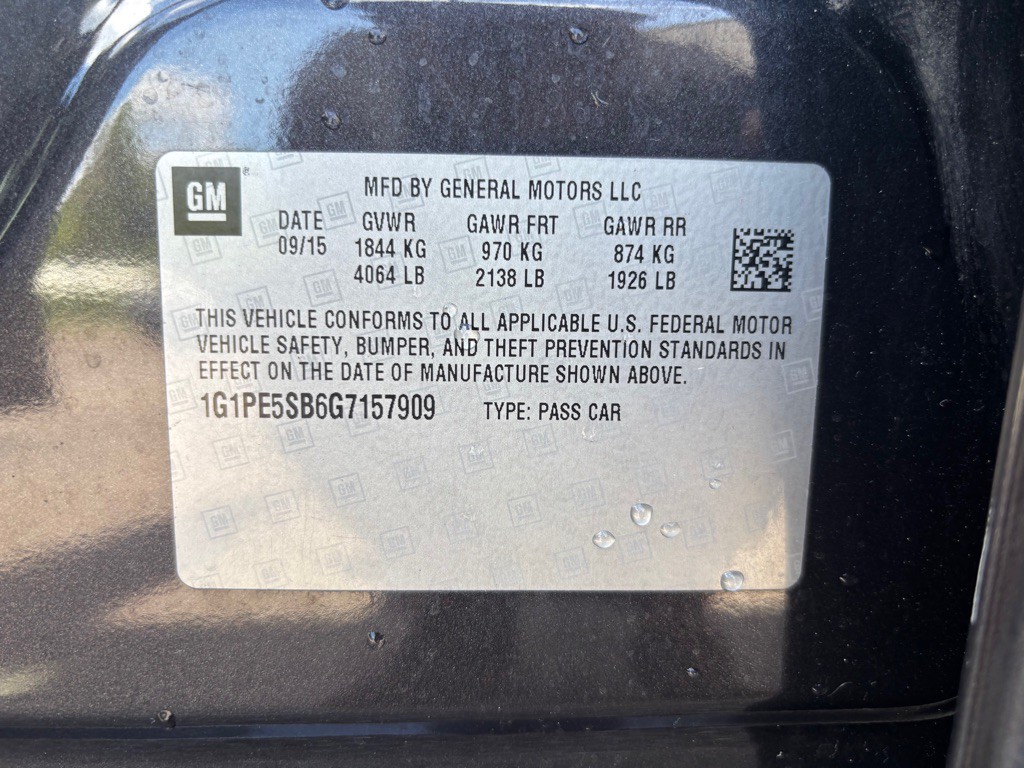 GM
MFD BY GENERAL MOTORS LLC
DATE GVWR GAWR FRT GAWR RR
09/15 1844 KG 970 KG 874 KG
4064 LB 2138 LB 1926 LB
THIS VEHICLE CONFORMS TO ALL APPLICABLE U.S. FEDERAL MOTOR
VEHICLE SAFETY, BUMPER, AND THEFT PREVENTION STANDARDS IN
EFFECT ON THE DATE OF MANUFACTURE SHOWN ABOVE.
1G1PE5SB6G7157909 TYPE: PASS CAR